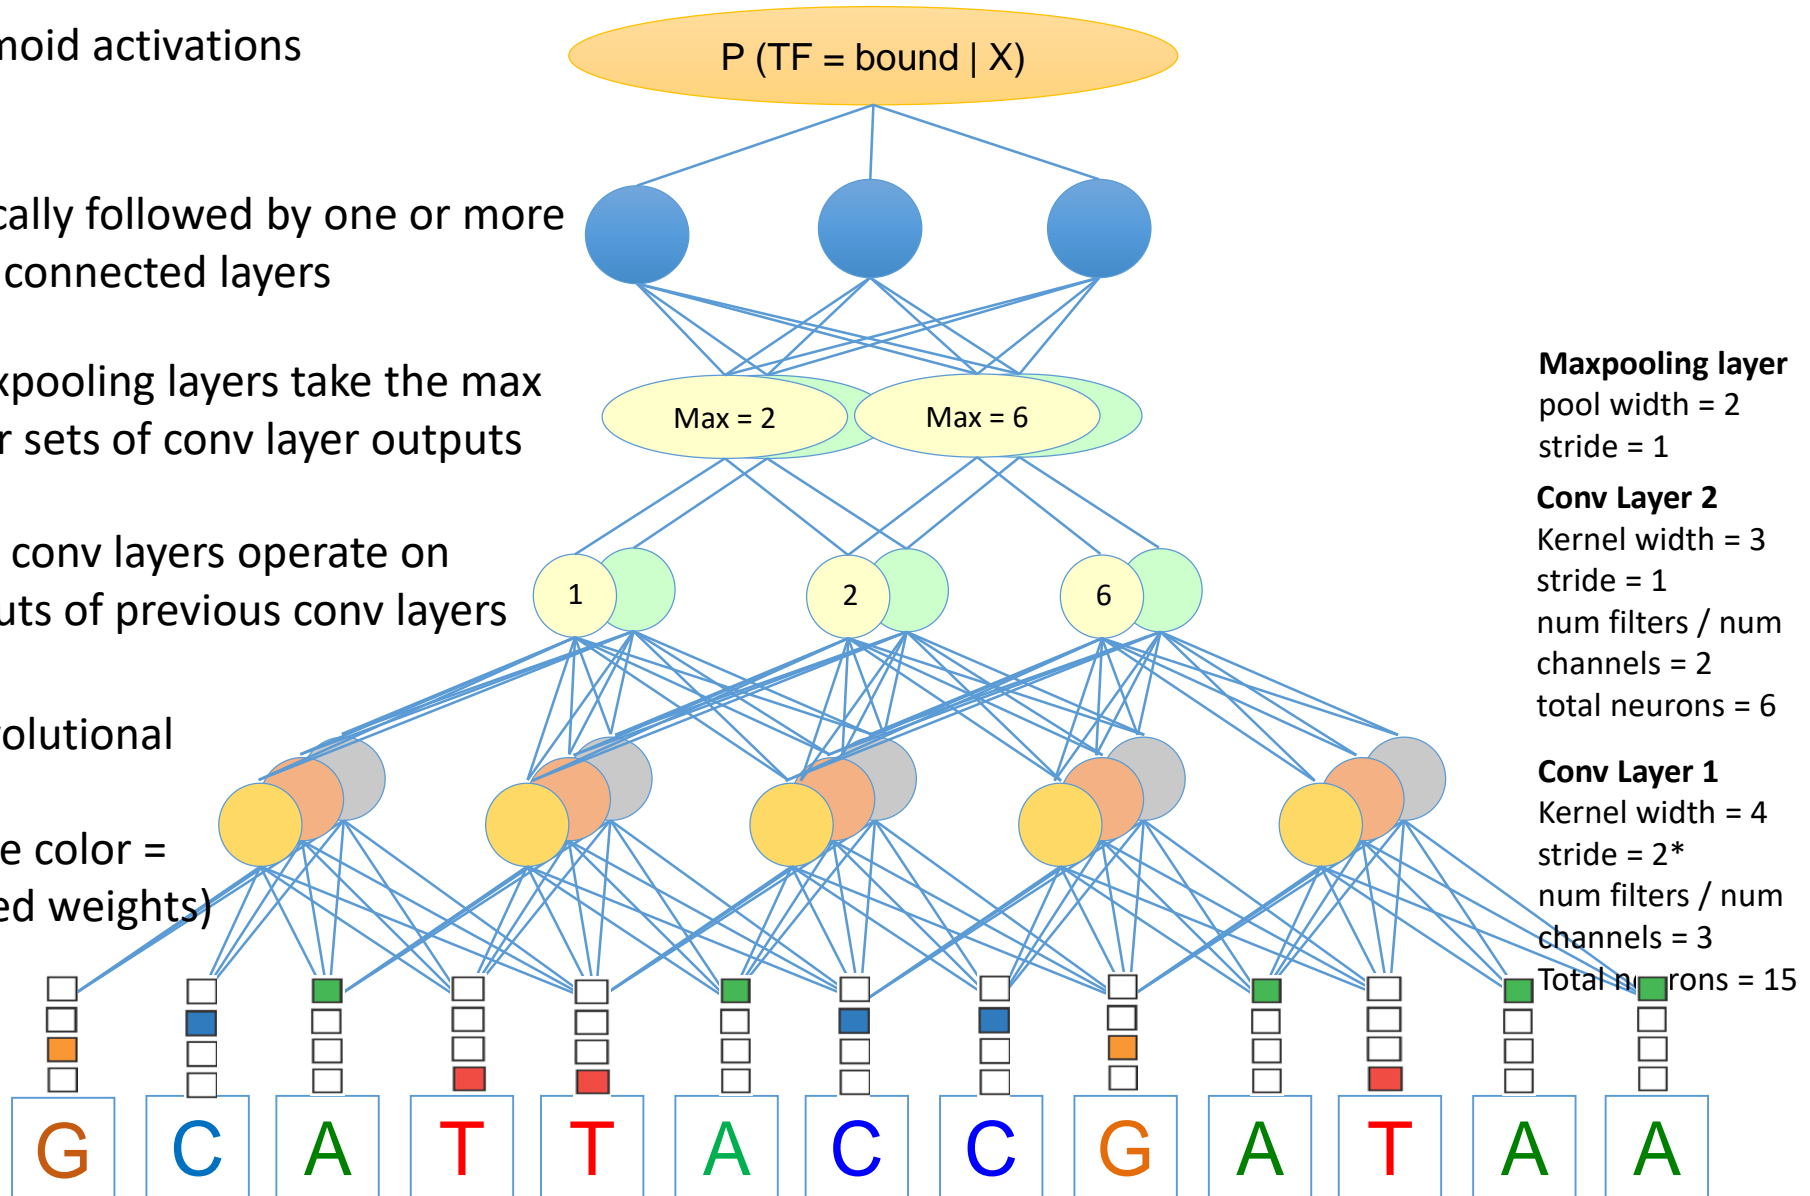 moid activations
P (TF = bound | X)
cally followed by one or more
connected layers
xpooling layers take the max
r sets of conv layer outputs
Max = 2
Max = 6
Maxpooling layer
pool width = 2
stride = 1
conv layers operate on
uts of previous conv layers
1
2
6
Conv Layer 2
Kernel width = 3
stride = 1
num filters / num
channels = 2
total neurons = 6
volutional
e color =
ed weights)
Conv Layer 1
Kernel width = 4
stride = 2*
num filters / num
channels = 3
Total neurons = 15
G C A T T A C C G A T A A